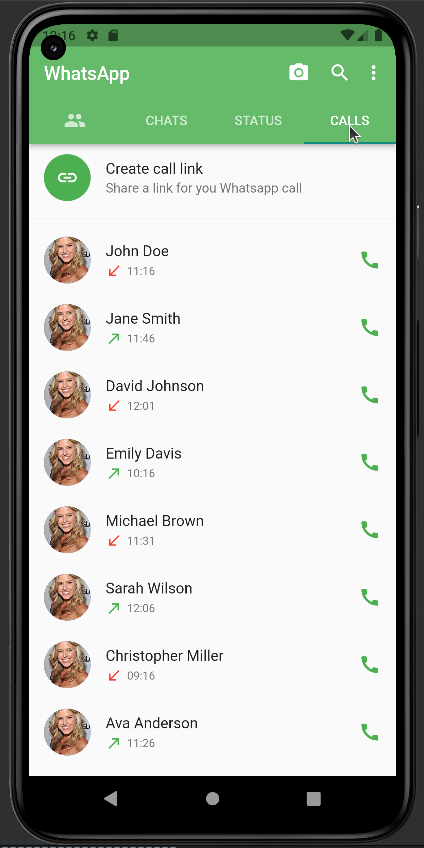 12:16
WhatsApp
CHATS STATUS CALLS
Create call link
Share a link for you Whatsapp call
John Doe
11:16
Jane Smith
11:46
David Johnson
12:01
Emily Davis
10:16
Michael Brown
11:31
Sarah Wilson
12:06
Christopher Miller
09:16
Ava Anderson
11:26